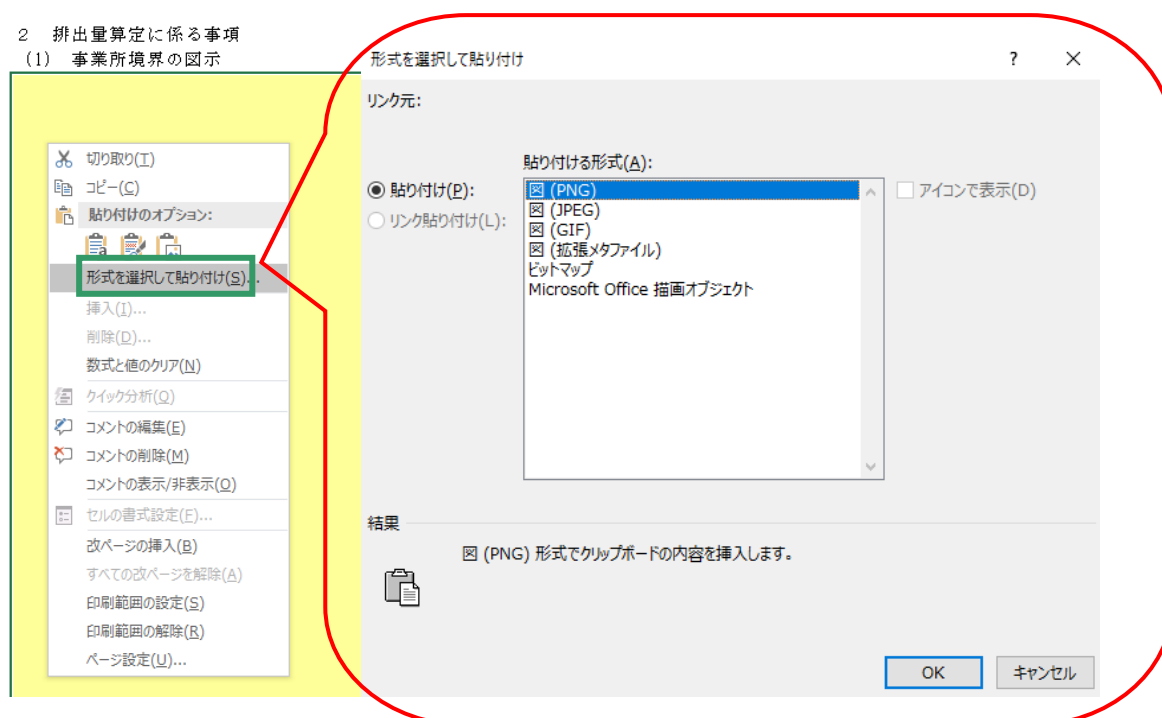 2 排出量算定に係る事項
(1) 事業所境界の図示
切り取り(T)
コピー(C)
貼り付けのオプション:
形式を選択して貼り付け(S)...
挿入(I)...
削除(D)...
数式と値のクリア(N)
クイック分析(Q)
コメントの編集(E)
コメントの削除(M)
コメントの表示/非表示(O)
セルの書式設定(F)...
改ページの挿入(B)
すべての改ページを解除(A)
印刷範囲の設定(S)
印刷範囲の解除(R)
ページ設定(U)...
形式を選択して貼り付け
?
リンク元:
貼り付ける形式(A):
貼り付け(P):
リンク貼り付け(L):
図 (PNG)
図 (JPEG)
図 (GIF)
図 (拡張メタファイル)
ビットマップ
Microsoft Office 描画オブジェクト
アイコンで表示(D)
結果
図 (PNG) 形式でクリップボードの内容を挿入します。
OK
キャンセル